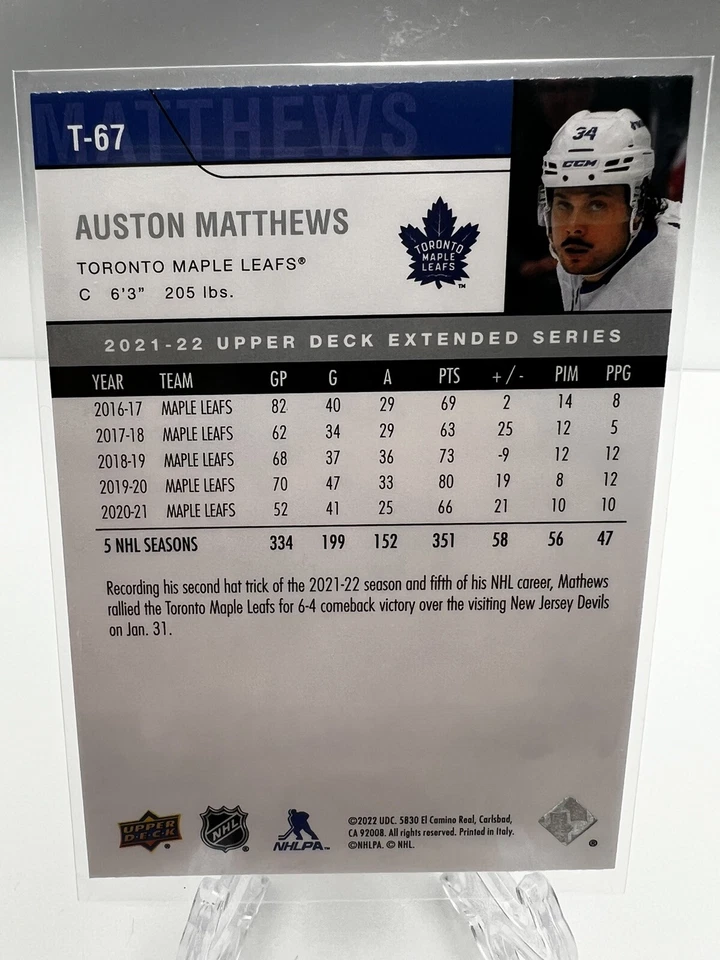 MATTHEWS
T-67
34
CCM
AUSTON MATTHEWS
TORONTO MAPLE LEAFS®
C 6'3" 205 lbs.
TORONTO
MAPLE
LEAFS
TM
2021-22 UPPER DECK EXTENDED SERIES
YEAR TEAM GP G A PTS +/- PIM PPG
2016-17 MAPLE LEAFS 82 40 29 69 2 14 8
2017-18 MAPLE LEAFS 62 34 29 63 25 12 5
2018-19 MAPLE LEAFS 68 37 36 73 -9 12 12
2019-20 MAPLE LEAFS 70 47 33 80 19 8 12
2020-21 MAPLE LEAFS 52 41 25 66 21 10 10
5 NHL SEASONS 334 199 152 351 58 56 47
Recording his second hat trick of the 2021-22 season and fifth of his NHL career, Mathews
rallied the Toronto Maple Leafs for 6-4 comeback victory over the visiting New Jersey Devils
on Jan. 31.
UPPER
D·E·C·K
®
NHL
®
NHLPA™
©2022 UDC. 5830 El Camino Real, Carlsbad,
CA 92008. All rights reserved. Printed in Italy.
©NHLPA. © NHL.
®